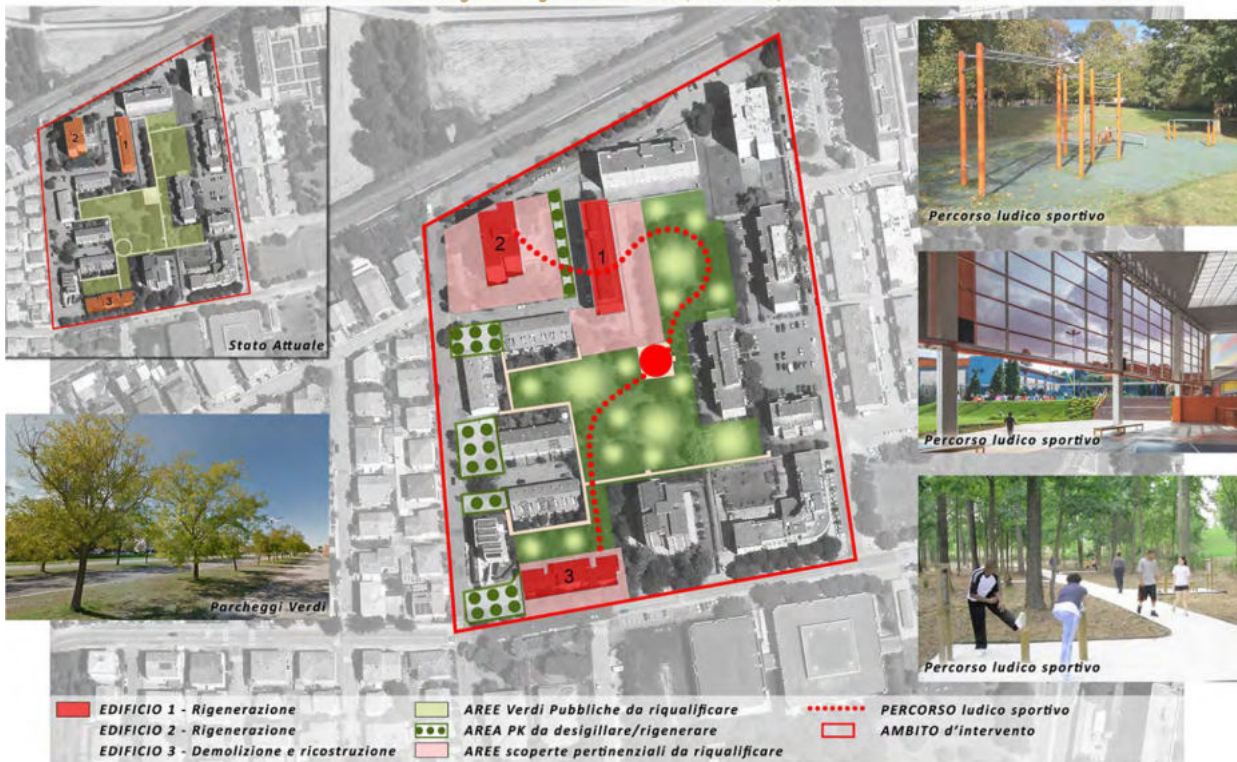 2
1
3
Stato Attuale
2
1
3
Parcheggi Verdi
Percorso ludico sportivo
Percorso ludico sportivo
Percorso ludico sportivo
EDIFICIO 1 - Rigenerazione
EDIFICIO 2 - Rigenerazione
EDIFICIO 3 - Demolizione e ricostruzione
AREE Verdi Pubbliche da riqualificare
AREA PK da desigillare/rigenerare
AREE scoperte pertinenziali da riqualificare
PERCORSO ludico sportivo
AMBITO d'intervento